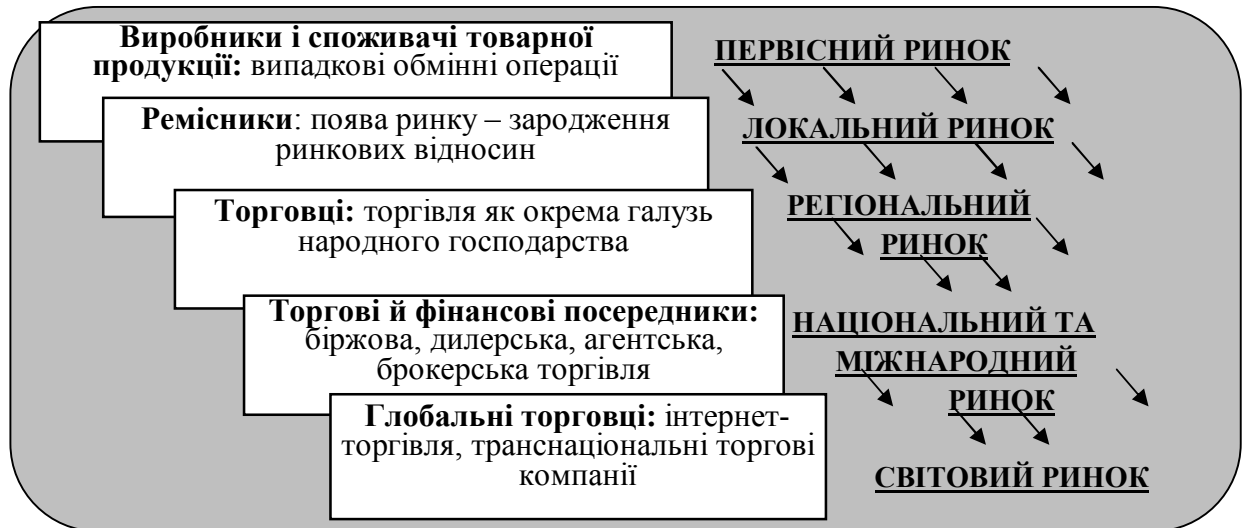 Виробники і споживачі товарної
продукції: випадкові обмінні операції
ПЕРВІСНИЙ РИНОК
Ремісники: поява ринку – зародження
ринкових відносин
ЛОКАЛЬНИЙ РИНОК
Торговці: торгівля як окрема галузь
народного господарства
РЕГІОНАЛЬНИЙ
РИНОК
Торгові й фінансові посередники:
біржова, дилерська, агентська,
брокерська торгівля
НАЦІОНАЛЬНИЙ ТА
МІЖНАРОДНИЙ
РИНОК
Глобальні торговці: інтернет-
торгівля, транснаціональні торгові
компанії
СВІТОВИЙ РИНОК